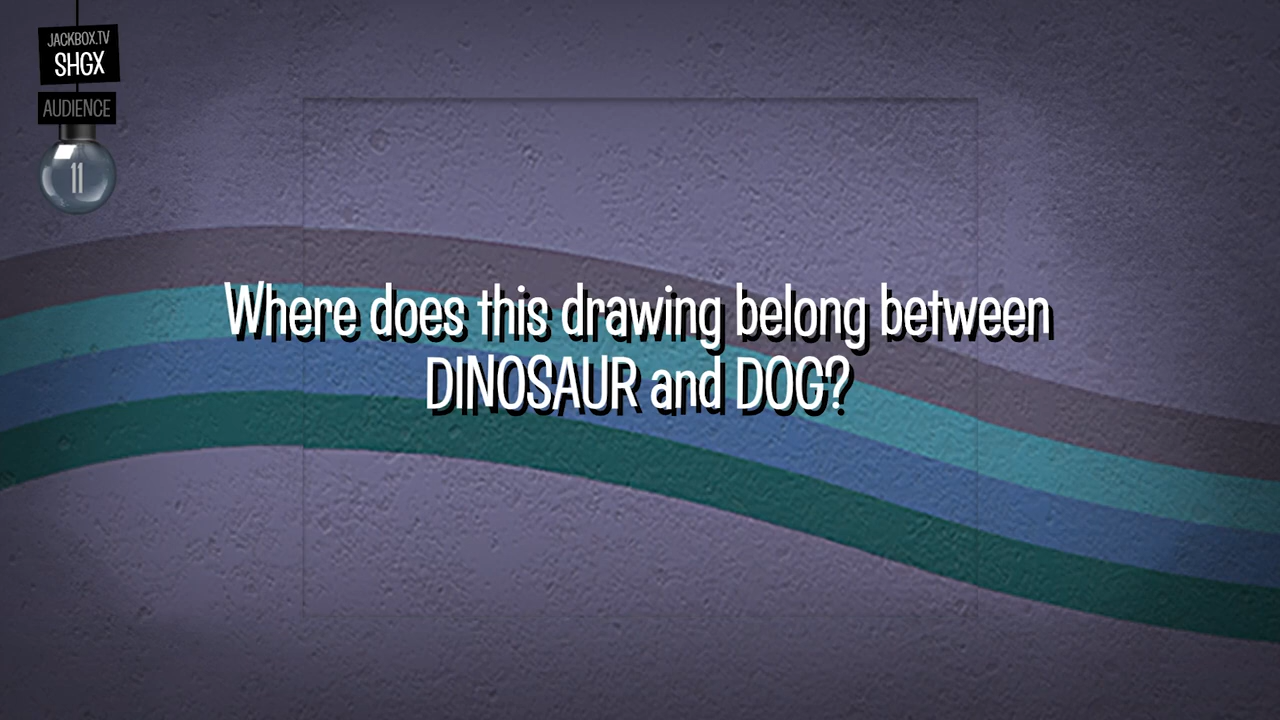 JACKBOX.TV
SHGX
AUDIENCE
11
Where does this drawing belong between
DINOSAUR and DOG?